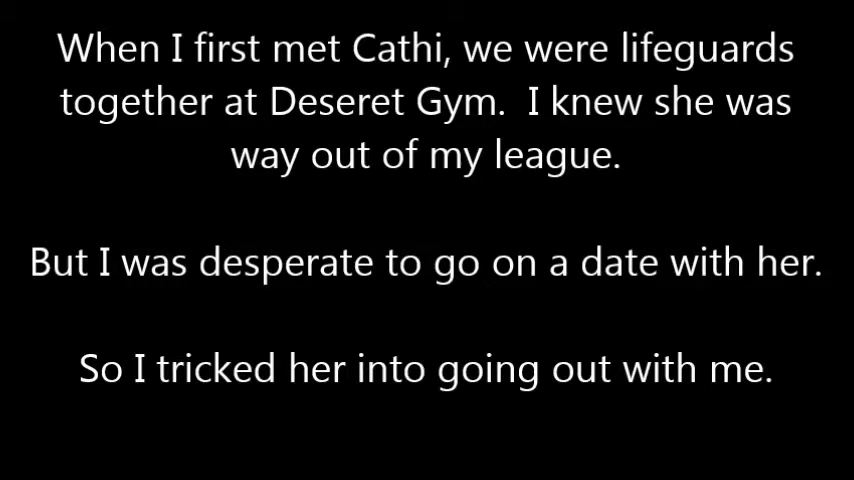 When I first met Cathi, we were lifeguards
together at Deseret Gym.  I knew she was
way out of my league.
But I was desperate to go on a date with her.
So I tricked her into going out with me.